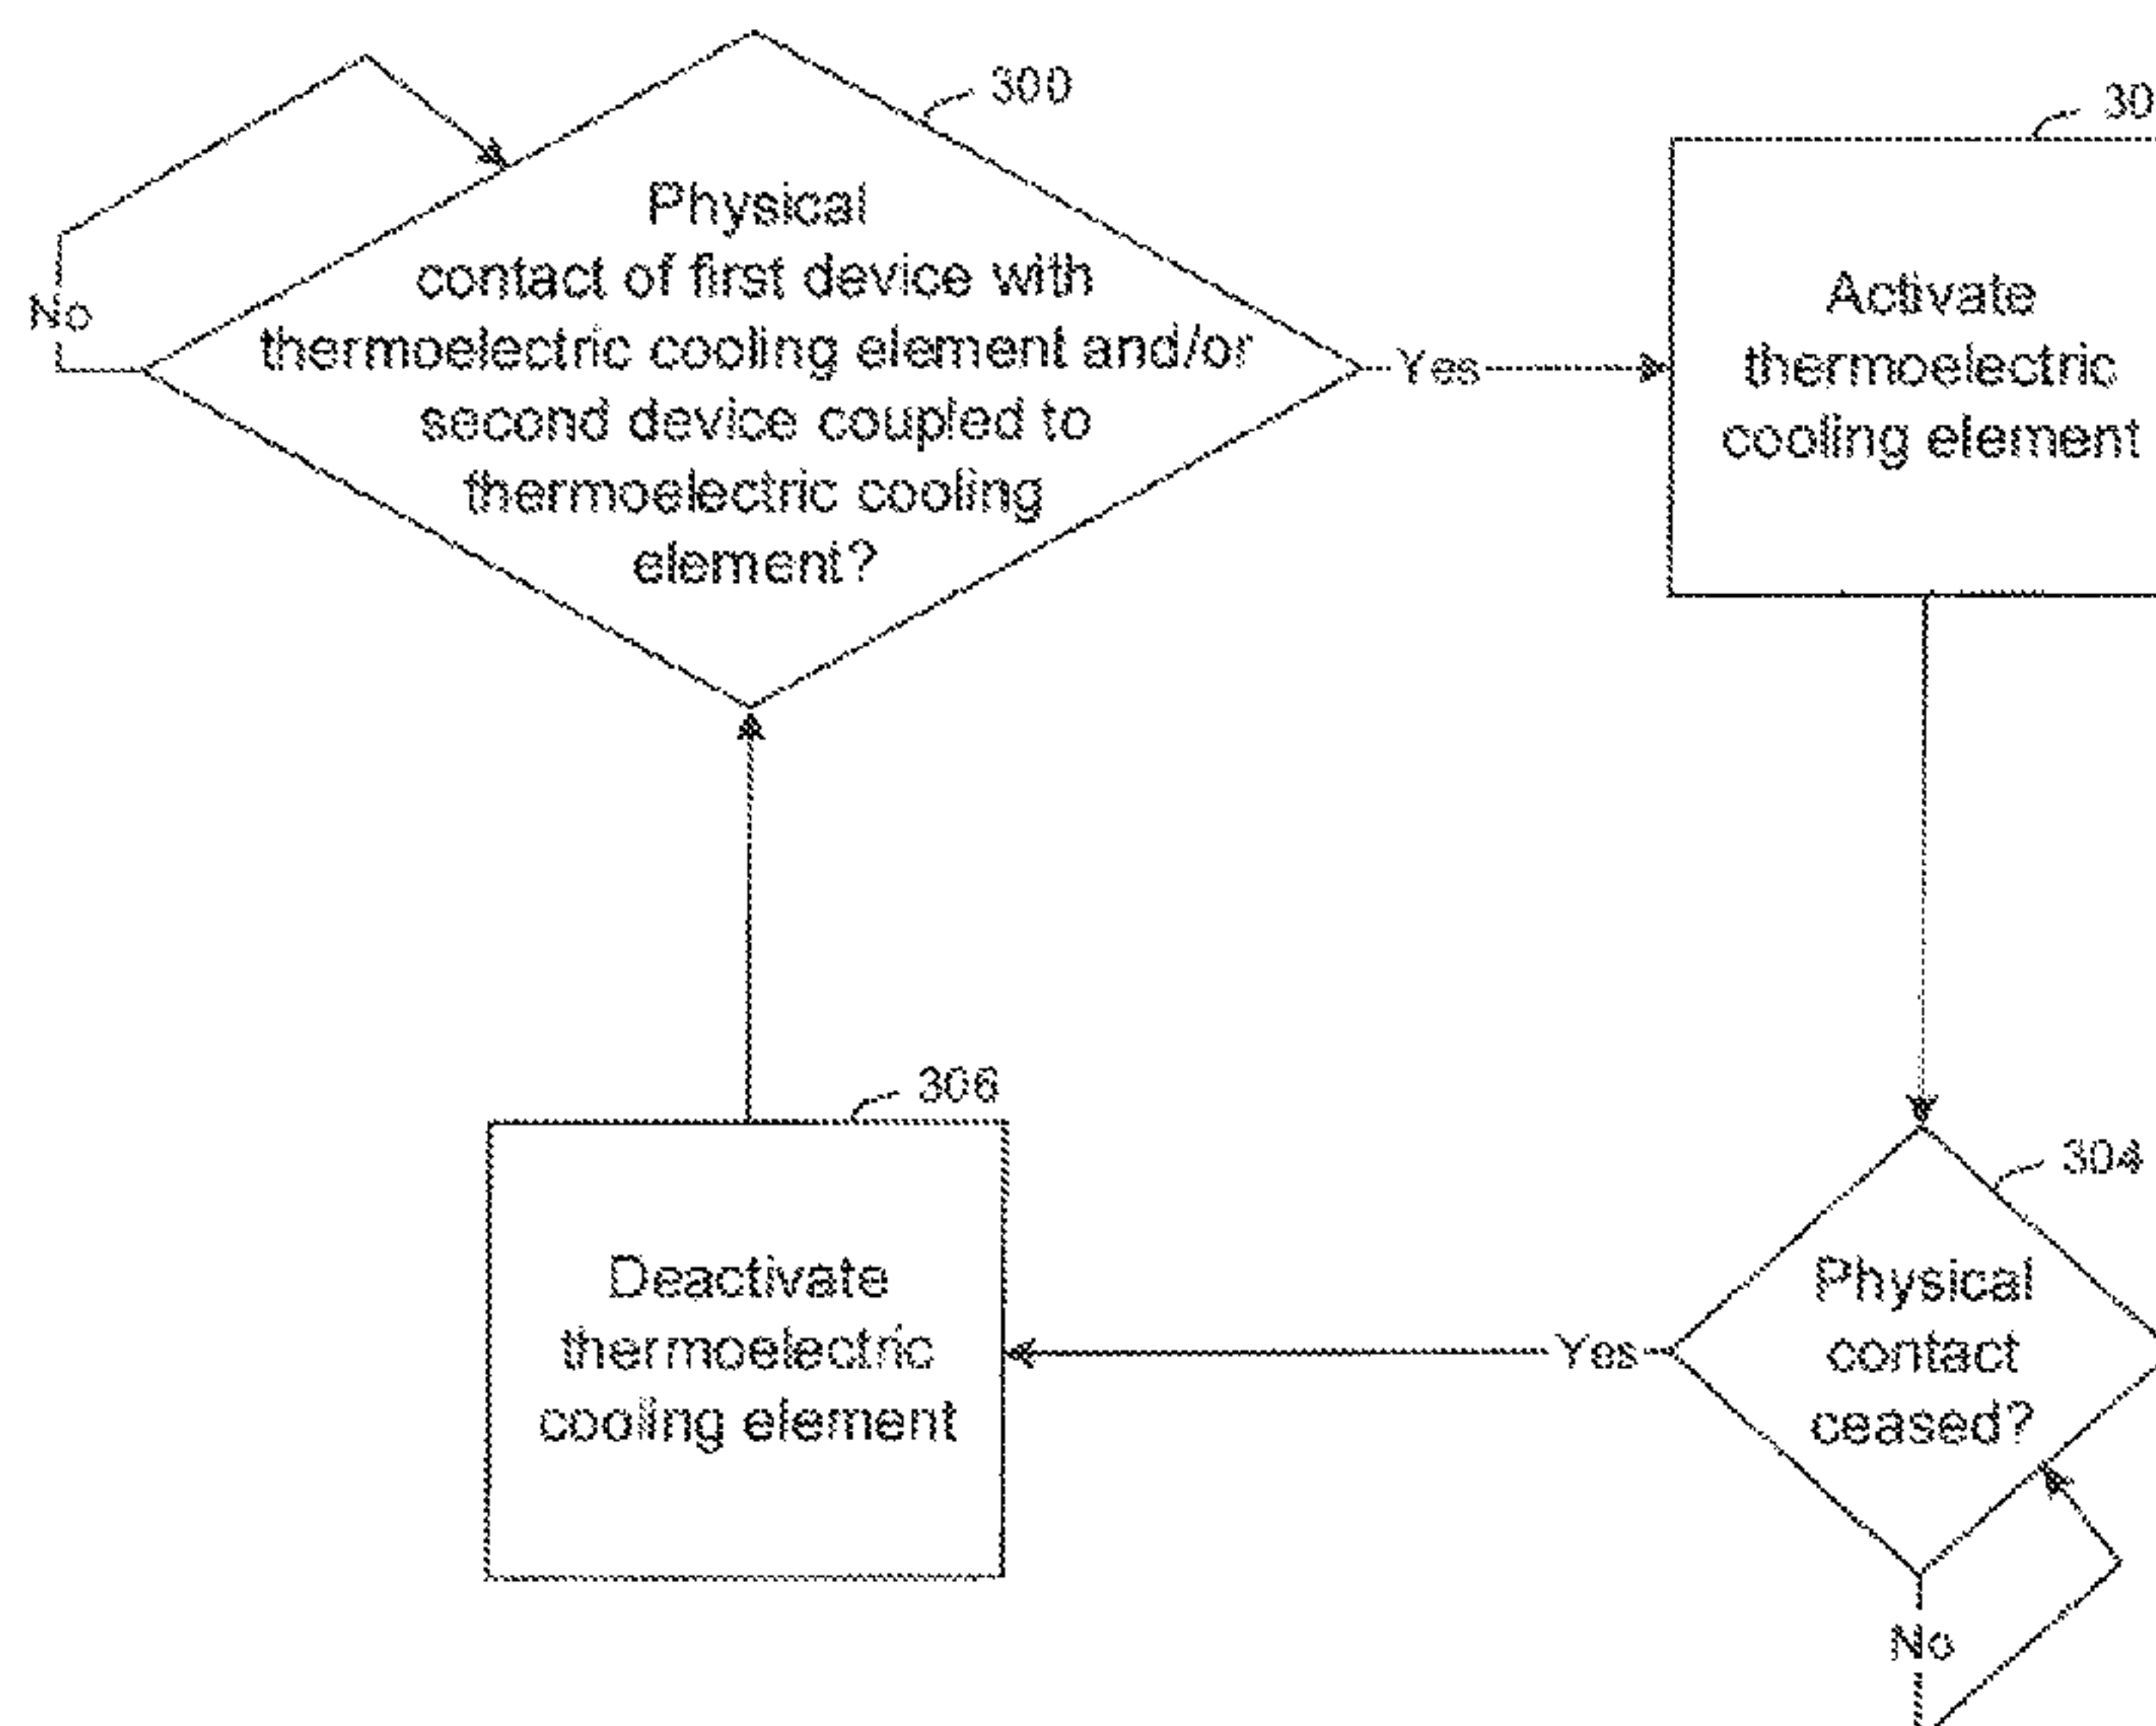 300
Physical
contact of first device with
thermoelectric cooling element and/or
second device coupled to
thermoelectric cooling
element?
No
Yes
Activate
thermoelectric
cooling element
306
Deactivate
thermoelectric
cooling element
304
Physical
contact
ceased?
Yes
No